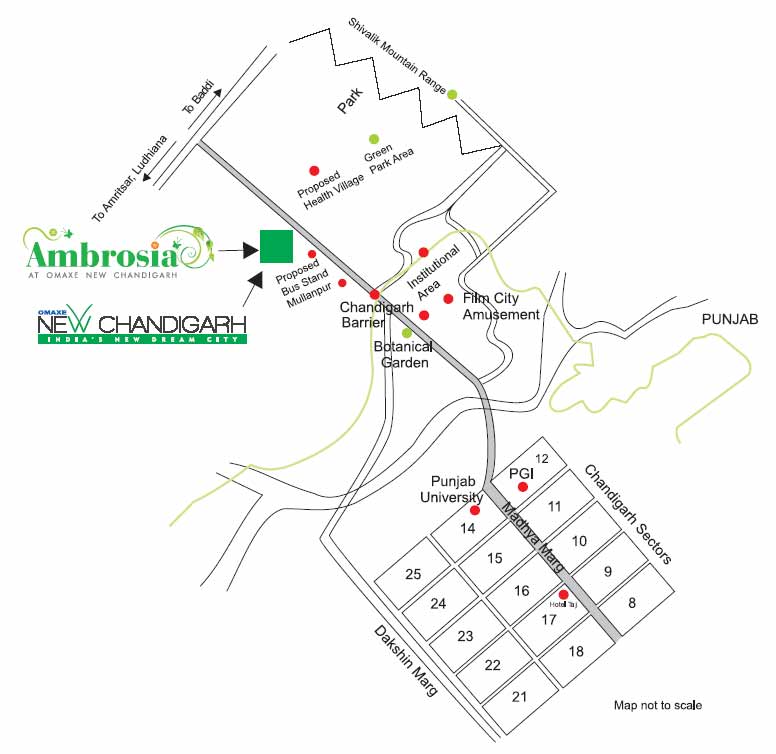 Shivalik Mountain Range
To Baddi
Park
To Amritsar, Ludhiana
Green
Park Area
Proposed
Health Village
Ambrosia
AT OMAXE NEW CHANDIGARH
Proposed
Bus Stand
Mullanpur
Institutional
Area
OMAXE
NEW CHANDIGARH
INDIA'S NEW DREAM CITY
Chandigarh
Barrier
Film City
Amusement
PUNJAB
Botanical
Garden
12
PGI
Punjab
University
Chandigarh Sectors
Madhya Marg
11
14
10
15
9
25
16
8
24
Hotel Taj
17
23
18
22
21
Dakshin Marg
Map not to scale